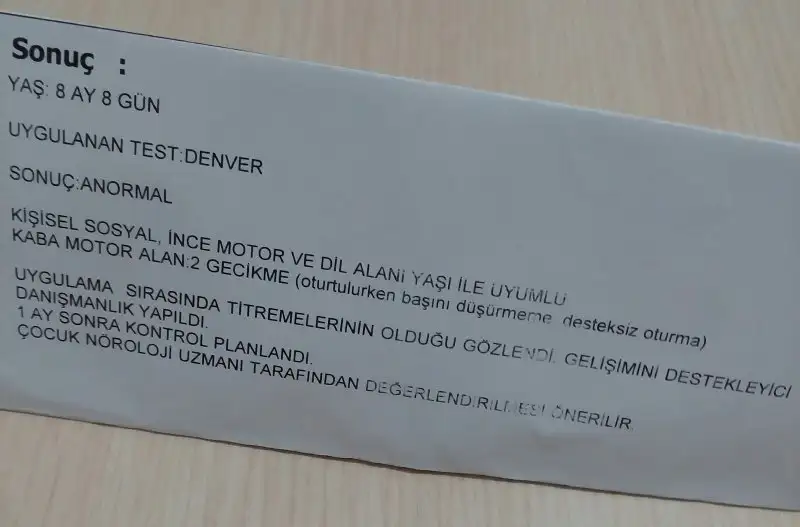 Sonuç :
YAŞ: 8 AY 8 GÜN
UYGULANAN TEST:DENVER
SONUÇ:ANORMAL
KİŞİSEL SOSYAL, İNCE MOTOR VE DİL ALANi YAŞI İLE UYUMLU
KABA MOTOR ALAN:2 GECİKME (oturtulurken başını düşürmeme, desteksiz oturma)
UYGULAMA SIRASINDA TİTREMELERİNİN OLDUĞU GÖZLENDİ. GELİŞİMİNİ DESTEKLEYİCİ
DANIŞMANLIK YAPILDI.
1 AY SONRA KONTROL PLANLANDI.
ÇOCUK NÖROLOJİ UZMANI TARAFINDAN DEĞERLENDİRİLMESİ ÖNERİLİR.